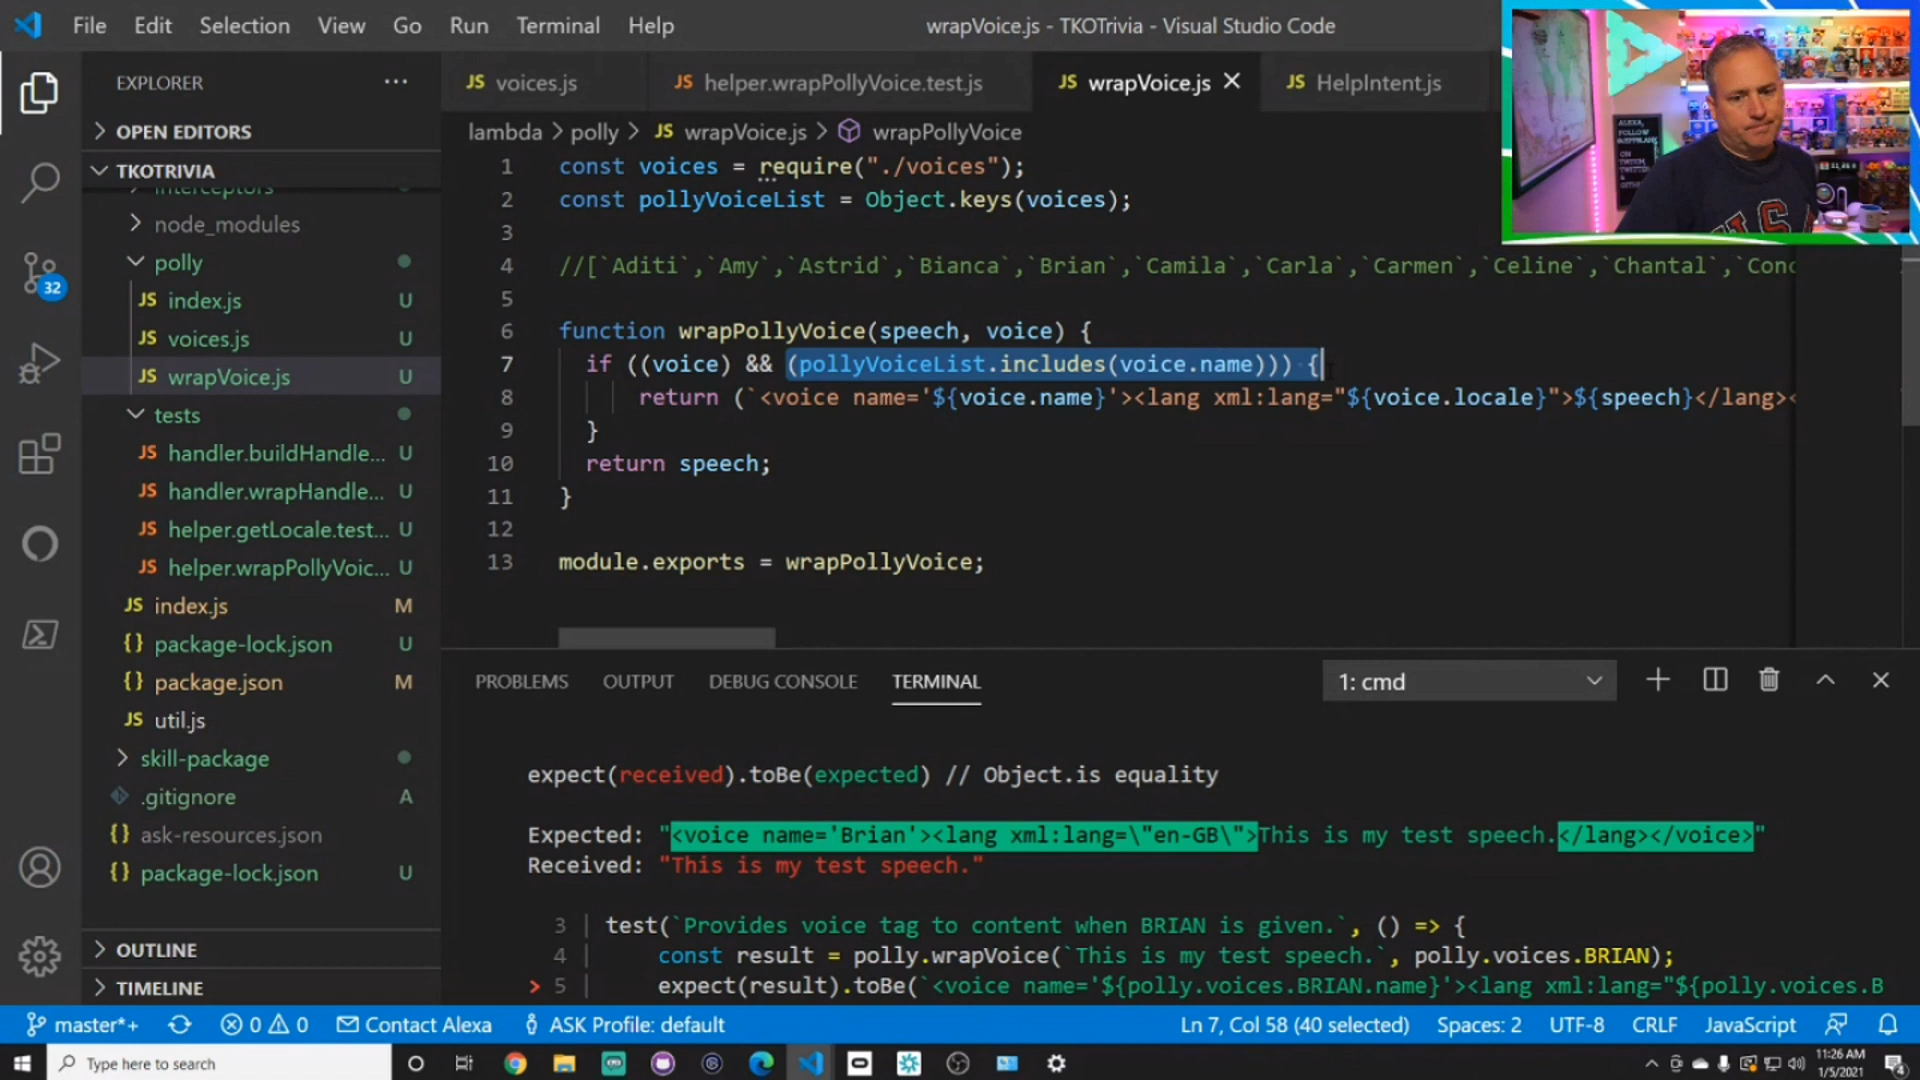 File Edit Selection View Go Run Terminal Help
wrapVoice.js - TKOTrivia - Visual Studio Code
EXPLORER
OPEN EDITORS
TKOTRIVIA
interceptors
node_modules
polly
JS index.js U
JS voices.js U
JS wrapVoice.js U
tests
JS handler.buildHandle... U
JS handler.wrapHandle... U
JS helper.getLocale.test... U
JS helper.wrapPollyVoic... U
JS index.js M
{} package-lock.json U
{} package.json M
JS util.js
skill-package
.gitignore A
{} ask-resources.json
{} package-lock.json U
OUTLINE
TIMELINE
32
JS voices.js JS helper.wrapPollyVoice.test.js JS wrapVoice.js JS HelpIntent.js
lambda > polly > JS wrapVoice.js > wrapPollyVoice
1 const voices = require("./voices");
2 const pollyVoiceList = Object.keys(voices);
3
4 //[`Aditi`,`Amy`,`Astrid`,`Bianca`,`Brian`,`Camila`,`Carla`,`Carmen`,`Celine`,`Chantal`,`Conc
5
6 function wrapPollyVoice(speech, voice) {
7 if ((voice) && (pollyVoiceList.includes(voice.name))) {
8 return (`<voice name='${voice.name}'><lang xml:lang="${voice.locale}">${speech}</lang><
9 }
10 return speech;
11 }
12
13 module.exports = wrapPollyVoice;
PROBLEMS OUTPUT DEBUG CONSOLE TERMINAL
1: cmd
expect(received).toBe(expected) // Object.is equality
Expected: "<voice name='Brian'><lang xml:lang=\"en-GB\">This is my test speech.</lang></voice>"
Received: "This is my test speech."
3 | test(`Provides voice tag to content when BRIAN is given.`, () => {
4 | const result = polly.wrapVoice(`This is my test speech.`, polly.voices.BRIAN);
> 5 | expect(result).toBe(`<voice name='${polly.voices.BRIAN.name}'><lang xml:lang="${polly.voices.B
ALEXA,
FOLLOW
ON
TWITCH,
TWITTER
master*+ 0 0 Contact Alexa ASK Profile: default
Ln 7, Col 58 (40 selected) Spaces: 2 UTF-8 CRLF JavaScript
Type here to search
11:26 AM
1/5/2021
4